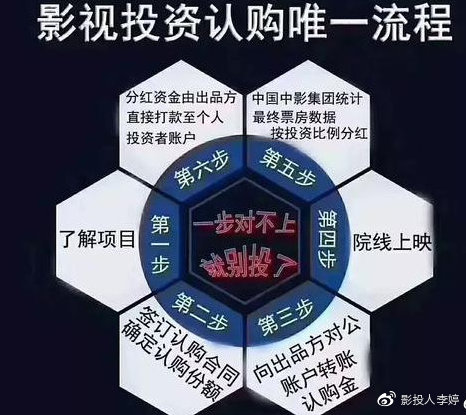 影视投资认购唯一流程
分红资金由出品方
直接打款至个人
投资者账户
中国中影集团统计
最终票房数据
按投资比例分红
第六步
第五步
了解项目
第一步
一步对不上
就别投了
第四步
院线上映
第二步
第三步
签订认购合同
确定认购份额
向出品方对公
账户转账
认购金
影投人李婷